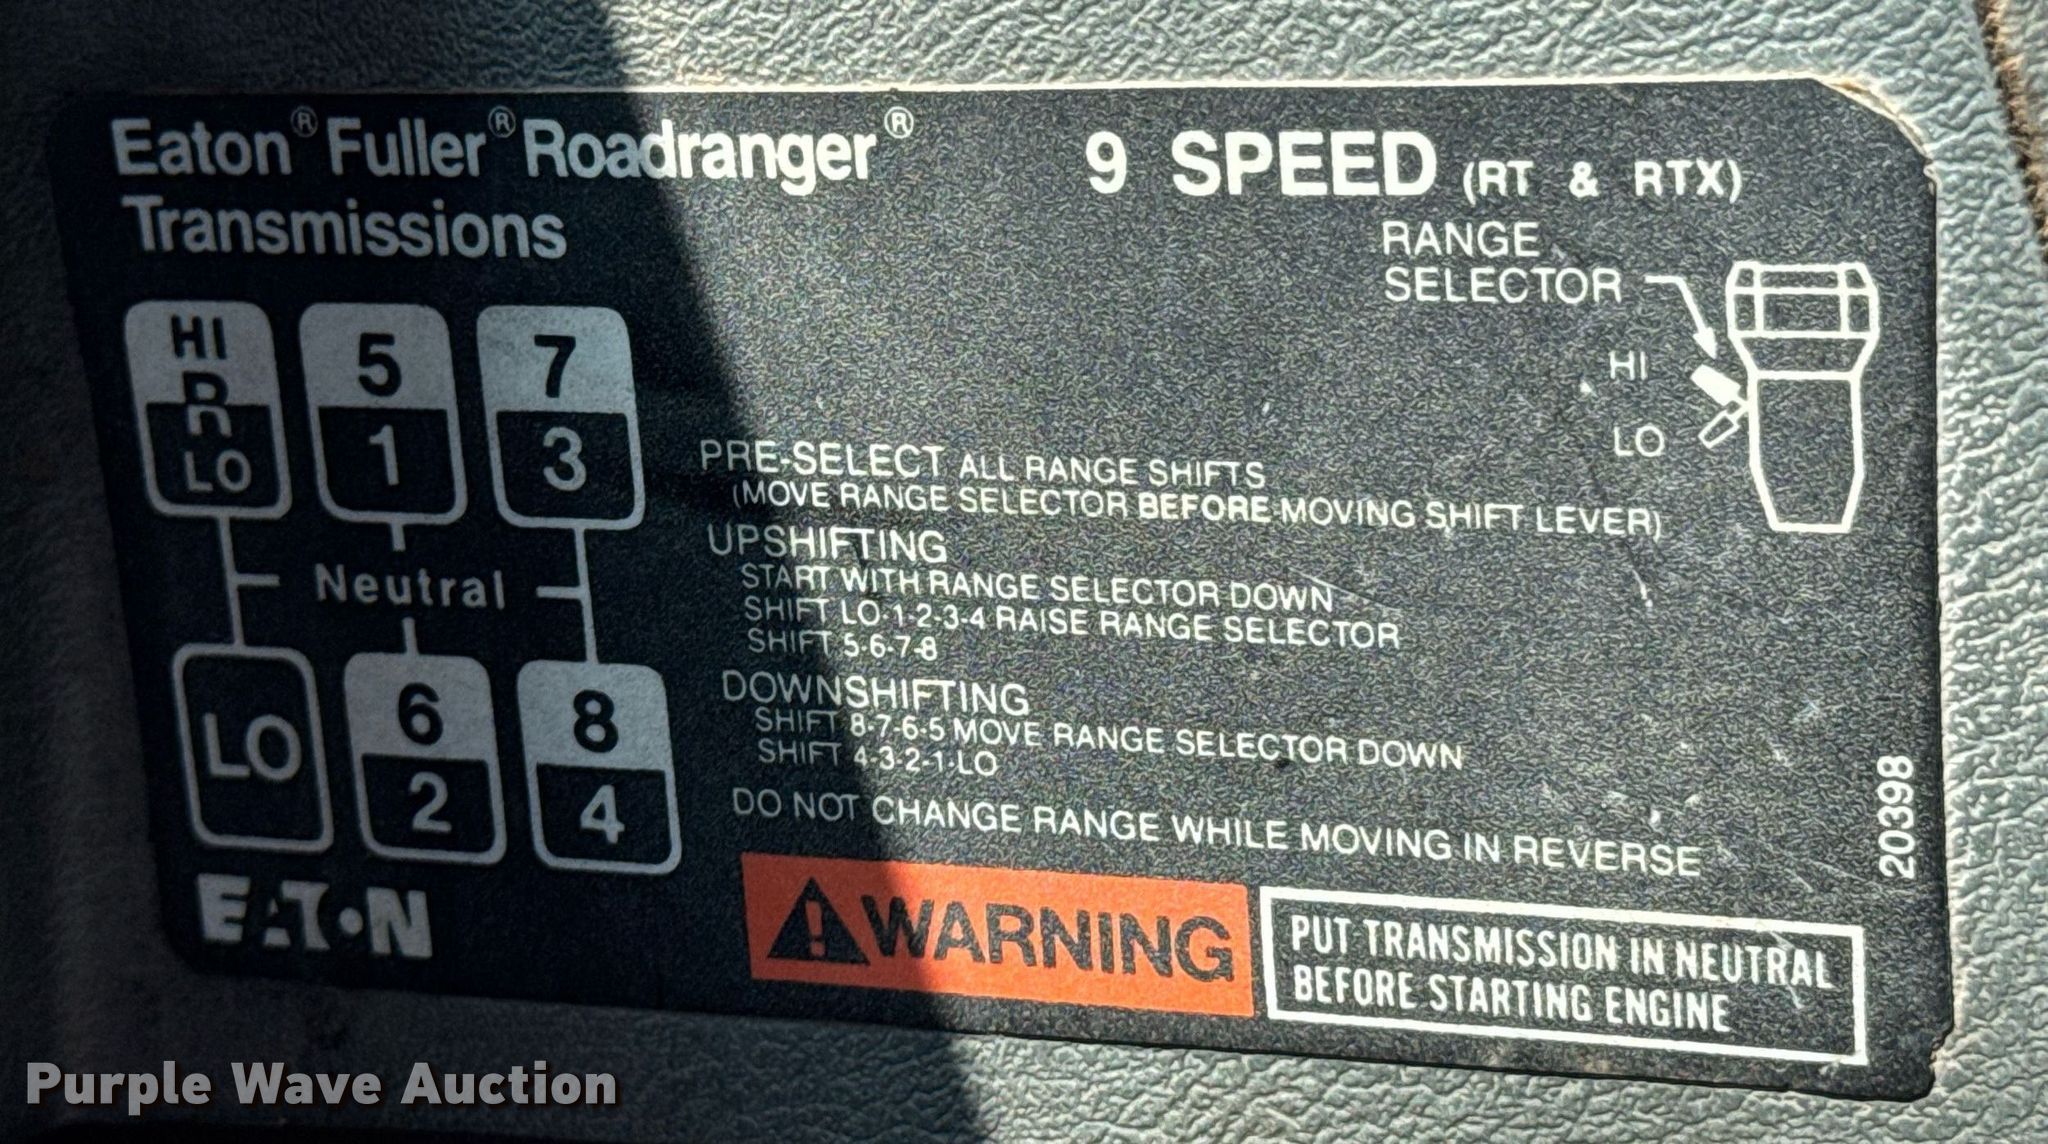 Eaton® Fuller® Roadranger®
Transmissions
9 SPEED (RT & RTX)
RANGE
SELECTOR
HI
LO
HI
R
LO
5
1
7
3
Neutral
LO
6
2
8
4
PRE-SELECT ALL RANGE SHIFTS
(MOVE RANGE SELECTOR BEFORE MOVING SHIFT LEVER)
UPSHIFTING
START WITH RANGE SELECTOR DOWN
SHIFT LO-1-2-3-4 RAISE RANGE SELECTOR
SHIFT 5-6-7-8
DOWNSHIFTING
SHIFT 8-7-6-5 MOVE RANGE SELECTOR DOWN
SHIFT 4-3-2-1-LO
DO NOT CHANGE RANGE WHILE MOVING IN REVERSE
20398
EATON
WARNING
PUT TRANSMISSION IN NEUTRAL
BEFORE STARTING ENGINE
Purple Wave Auction